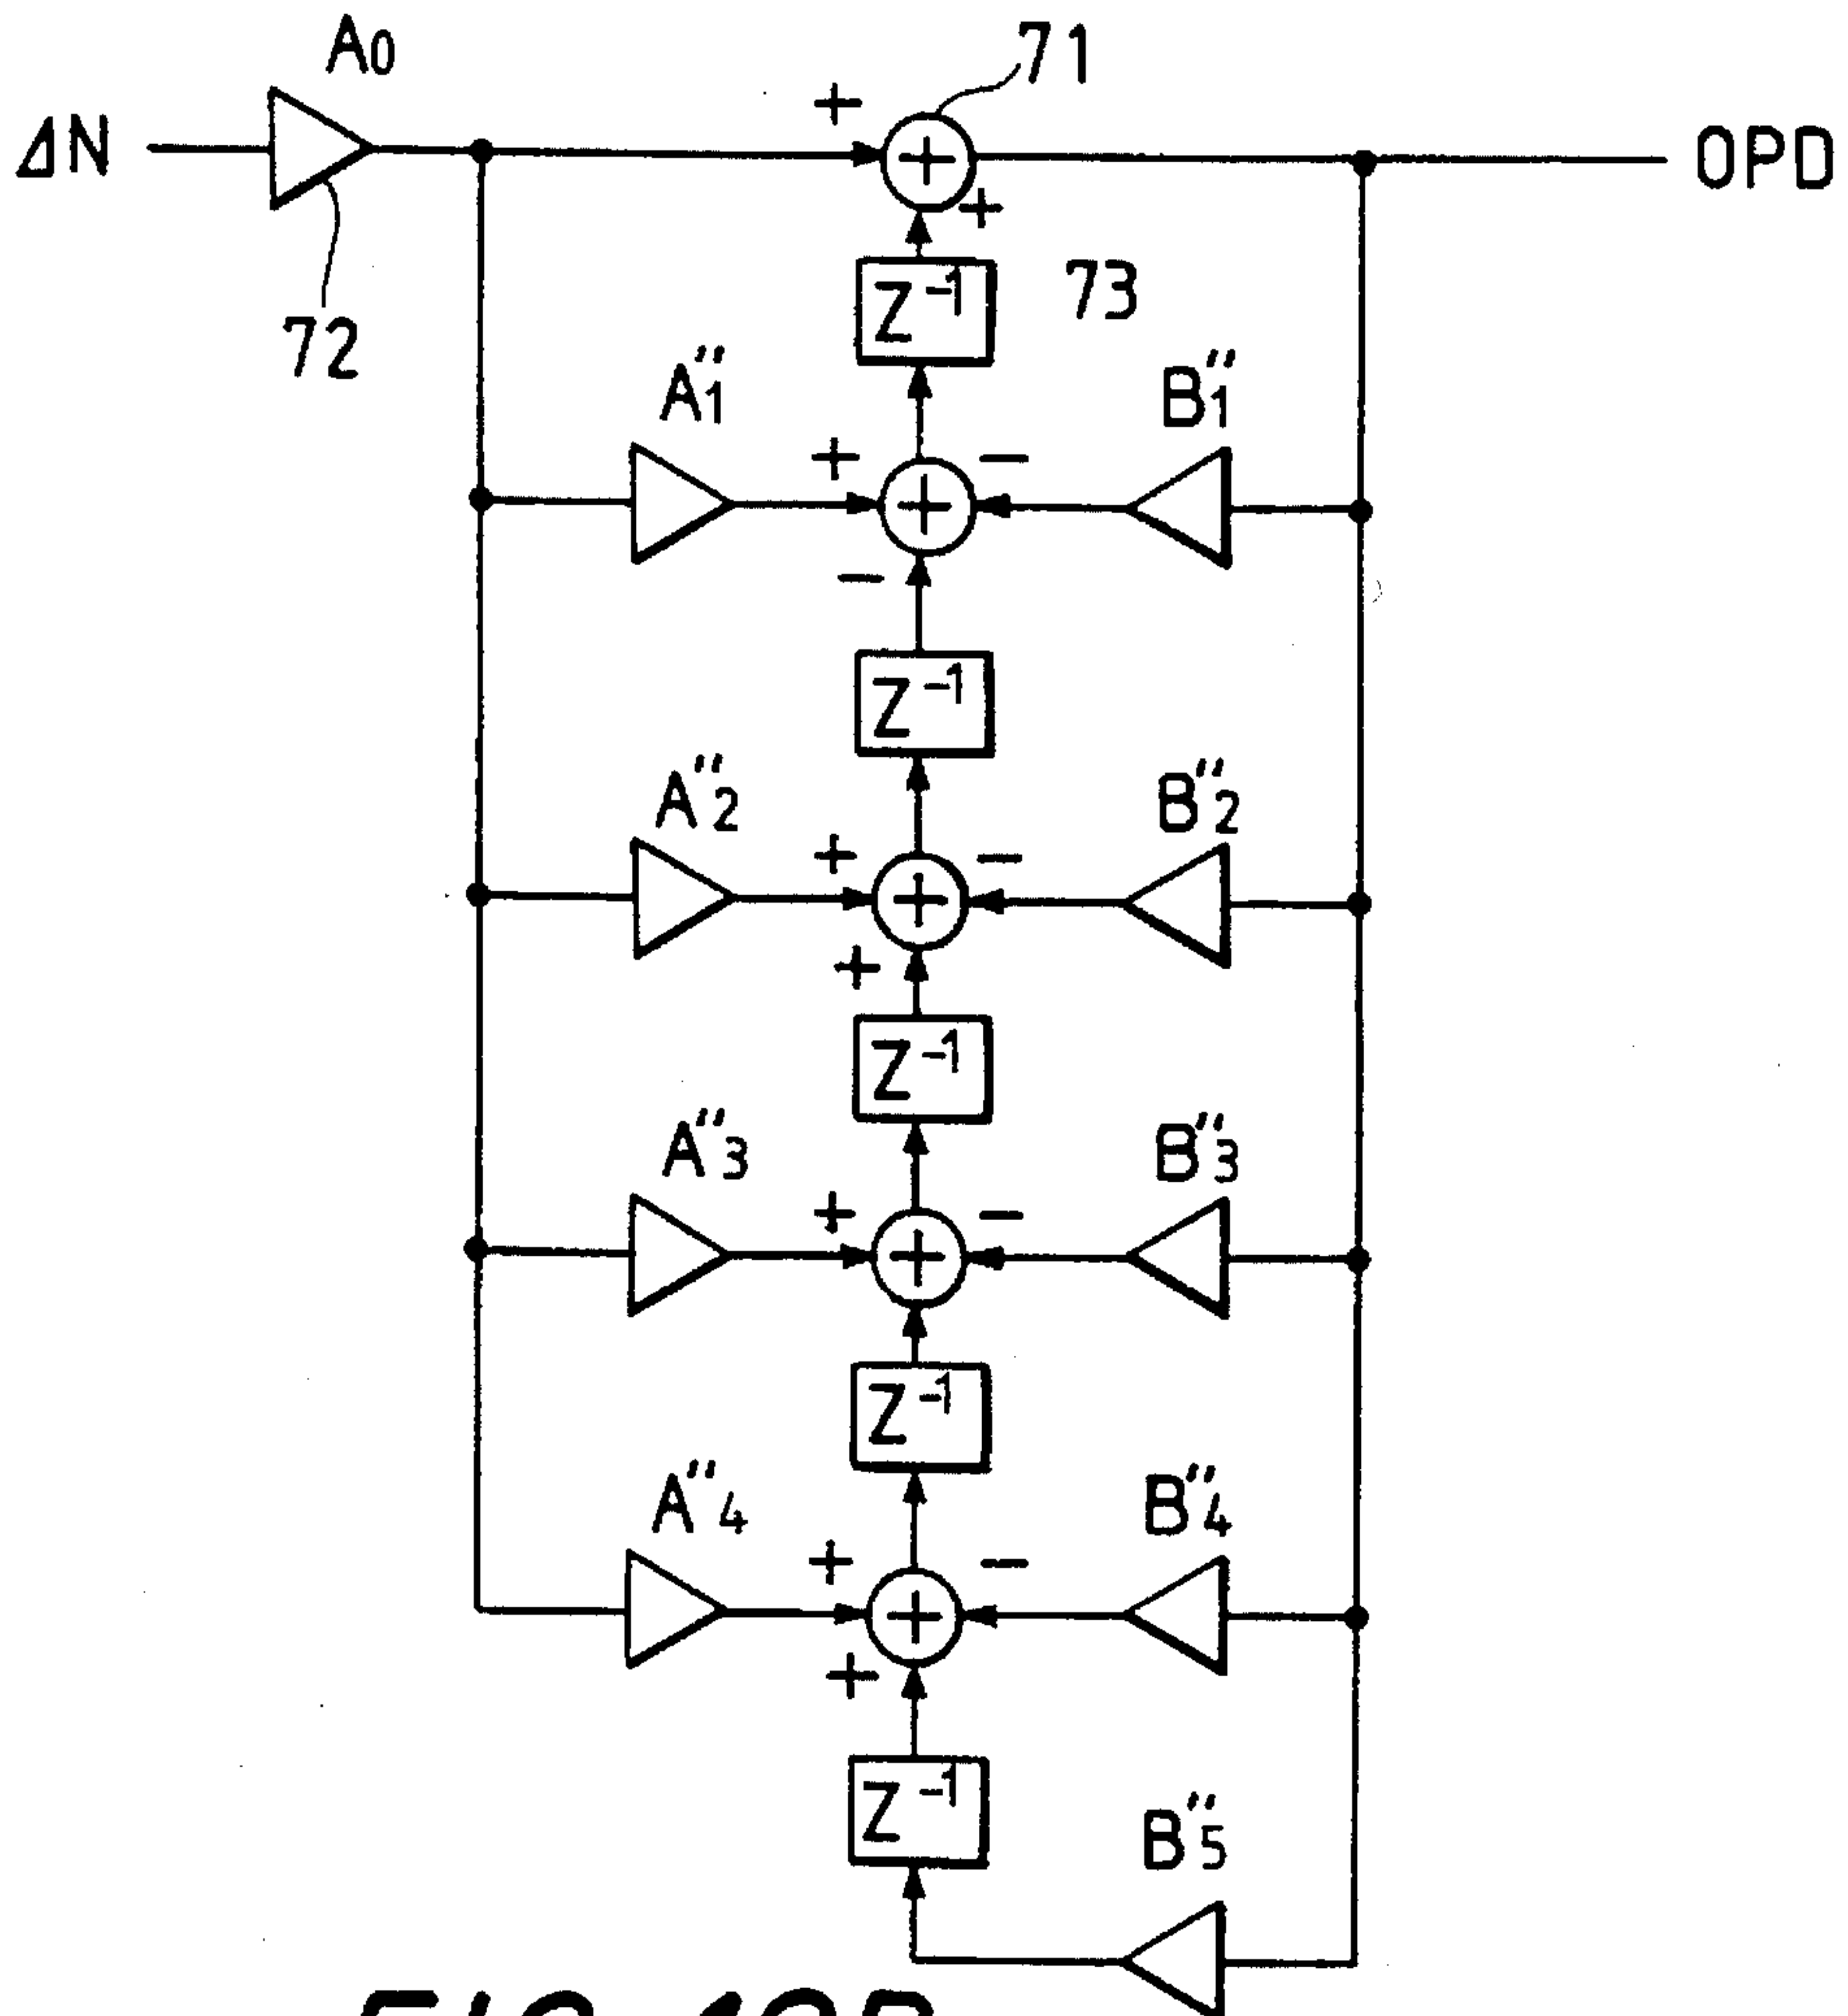 A0
71
ΔN
+
+
OPD
+
72
Z⁻¹
73
A″1
B″1
+
−
+
−
Z⁻¹
A″2
B″2
+
−
+
+
Z⁻¹
A″3
B″3
+
−
+
Z⁻¹
A″4
B″4
+
−
+
+
Z⁻¹
B″5